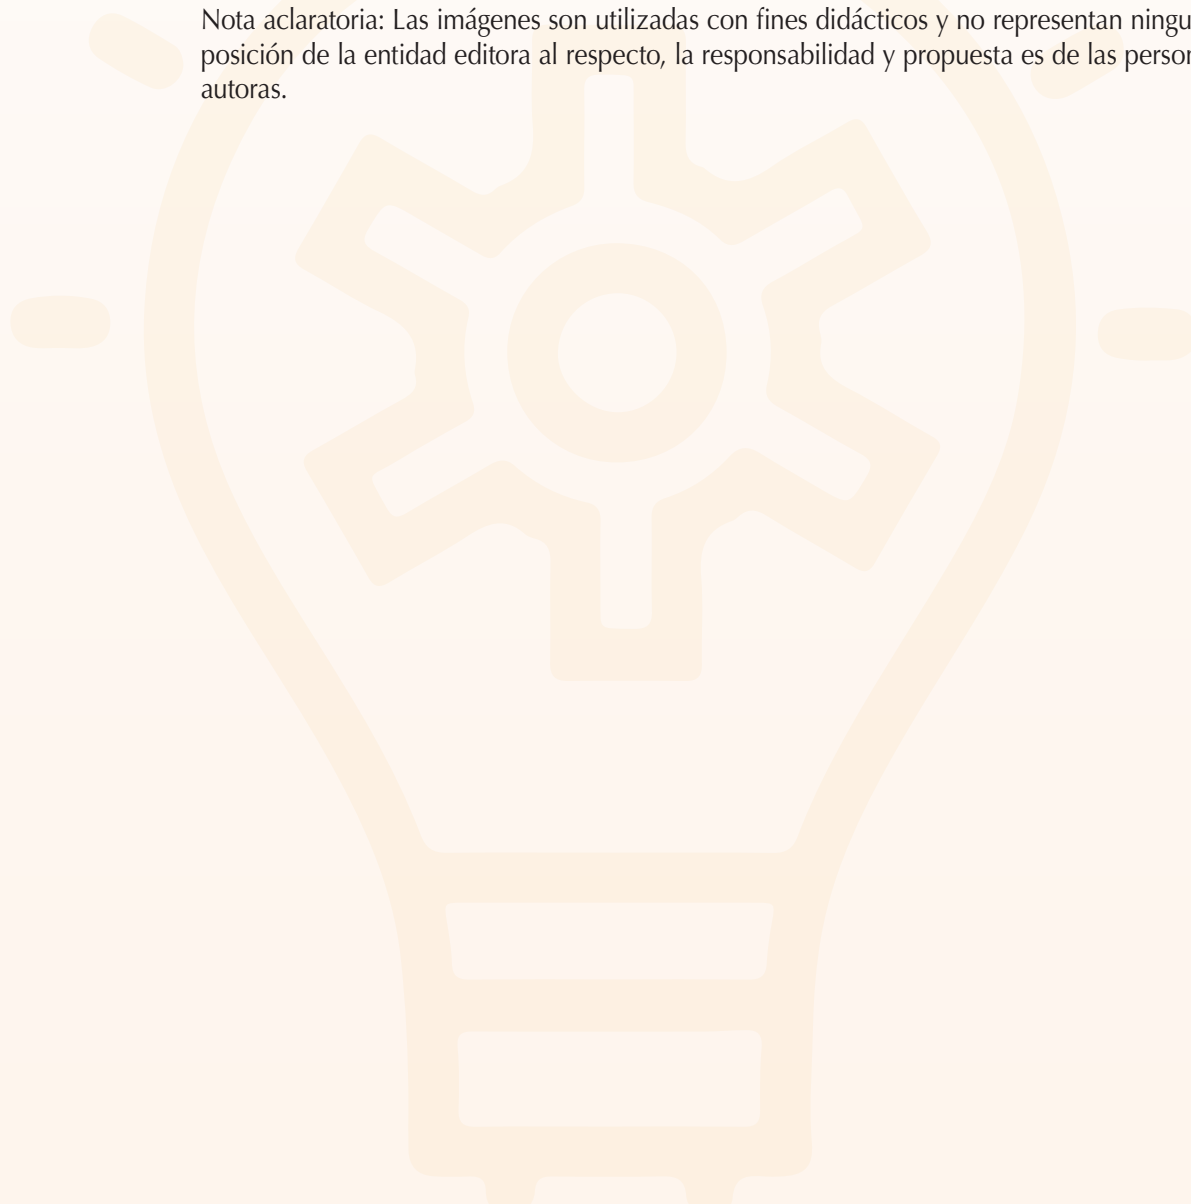 Nota aclaratoria: Las imágenes son utilizadas con fines didácticos y no representan ningu
posición de la entidad editora al respecto, la responsabilidad y propuesta es de las person
autoras.